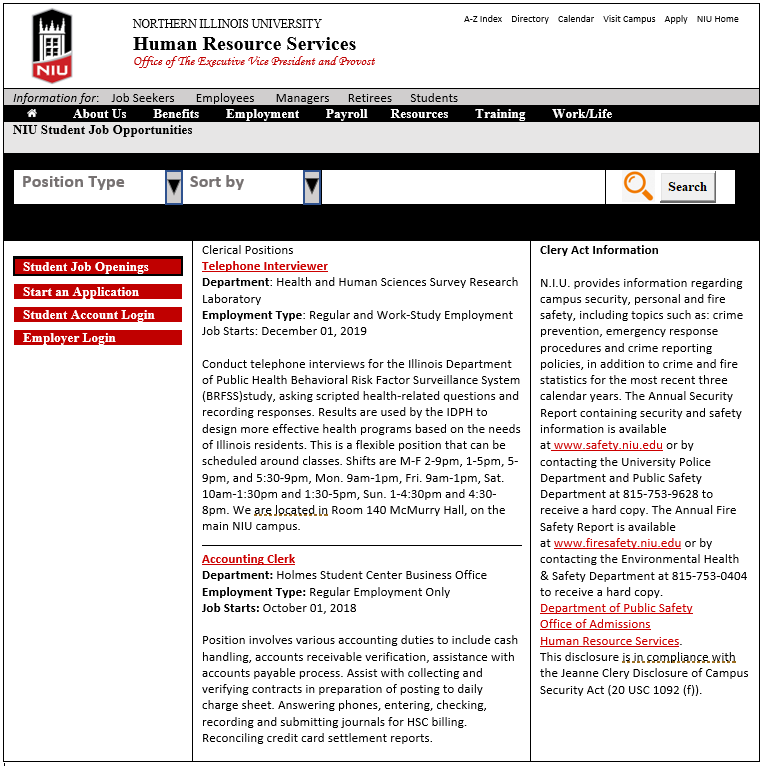 A-Z Index Directory Calendar Visit Campus Apply NIU Home
NORTHERN ILLINOIS UNIVERSITY
Human Resource Services
Office of The Executive Vice President and Provost
NIU
Information for: Job Seekers Employees Managers Retirees Students
About Us Benefits Employment Payroll Resources Training Work/Life
NIU Student Job Opportunities
Position Type Sort by Search
Student Job Openings
Start an Application
Student Account Login
Employer Login
Clerical Positions
Telephone Interviewer
Department: Health and Human Sciences Survey Research
Laboratory
Employment Type: Regular and Work-Study Employment
Job Starts: December 01, 2019
Conduct telephone interviews for the Illinois Department
of Public Health Behavioral Risk Factor Surveillance System
(BRFSS)study, asking scripted health-related questions and
recording responses. Results are used by the IDPH to
design more effective health programs based on the needs
of Illinois residents. This is a flexible position that can be
scheduled around classes. Shifts are M-F 2-9pm, 1-5pm, 5-
9pm, and 5:30-9pm, Mon. 9am-1pm, Fri. 9am-1pm, Sat.
10am-1:30pm and 1:30-5pm, Sun. 1-4:30pm and 4:30-
8pm. We are located in Room 140 McMurry Hall, on the
main NIU campus.
Accounting Clerk
Department: Holmes Student Center Business Office
Employment Type: Regular Employment Only
Job Starts: October 01, 2018
Position involves various accounting duties to include cash
handling, accounts receivable verification, assistance with
accounts payable process. Assist with collecting and
verifying contracts in preparation of posting to daily
charge sheet. Answering phones, entering, checking,
recording and submitting journals for HSC billing.
Reconciling credit card settlement reports.
Clery Act Information
N.I.U. provides information regarding
campus security, personal and fire
safety, including topics such as: crime
prevention, emergency response
procedures and crime reporting
policies, in addition to crime and fire
statistics for the most recent three
calendar years. The Annual Security
Report containing security and safety
information is available
at www.safety.niu.edu or by
contacting the University Police
Department and Public Safety
Department at 815-753-9628 to
receive a hard copy. The Annual Fire
Safety Report is available
at www.firesafety.niu.edu or by
contacting the Environmental Health
& Safety Department at 815-753-0404
to receive a hard copy.
Department of Public Safety
Office of Admissions
Human Resource Services.
This disclosure is in compliance with
the Jeanne Clery Disclosure of Campus
Security Act (20 USC 1092 (f)).